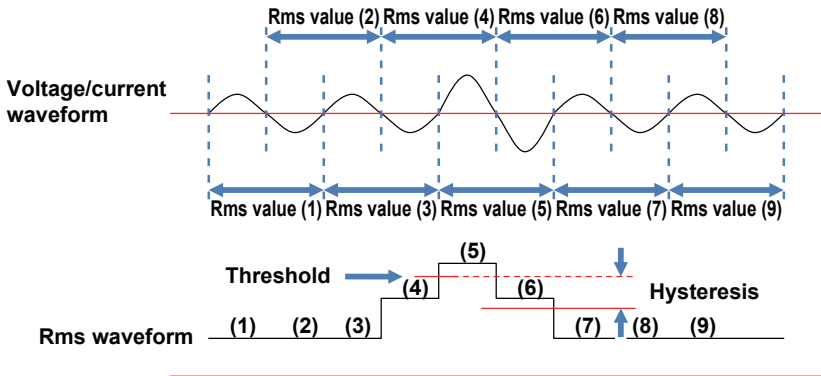 Rms value (2) Rms value (4) Rms value (6) Rms value (8)
Voltage/current
waveform
Rms value (1) Rms value (3) Rms value (5) Rms value (7) Rms value (9)
(5)
Threshold
(4) (6)
Hysteresis
Rms waveform (1) (2) (3) (7) (8) (9)